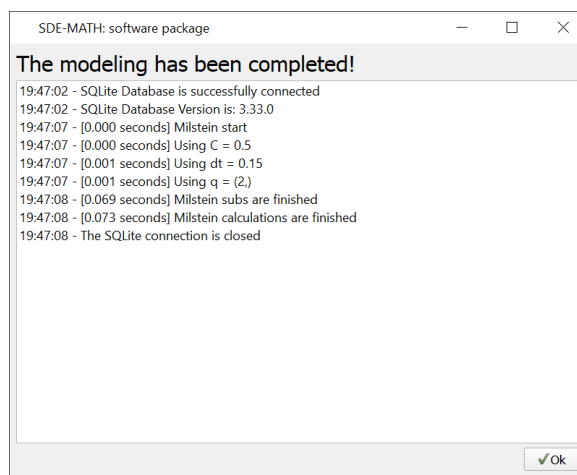 SDE-MATH: software package
The modeling has been completed!
19:47:02 - SQLite Database is successfully connected
19:47:02 - SQLite Database Version is: 3.33.0
19:47:07 - [0.000 seconds] Milstein start
19:47:07 - [0.000 seconds] Using C = 0.5
19:47:07 - [0.001 seconds] Using dt = 0.15
19:47:07 - [0.001 seconds] Using q = (2,)
19:47:08 - [0.069 seconds] Milstein subs are finished
19:47:08 - [0.073 seconds] Milstein calculations are finished
19:47:08 - The SQLite connection is closed
Ok